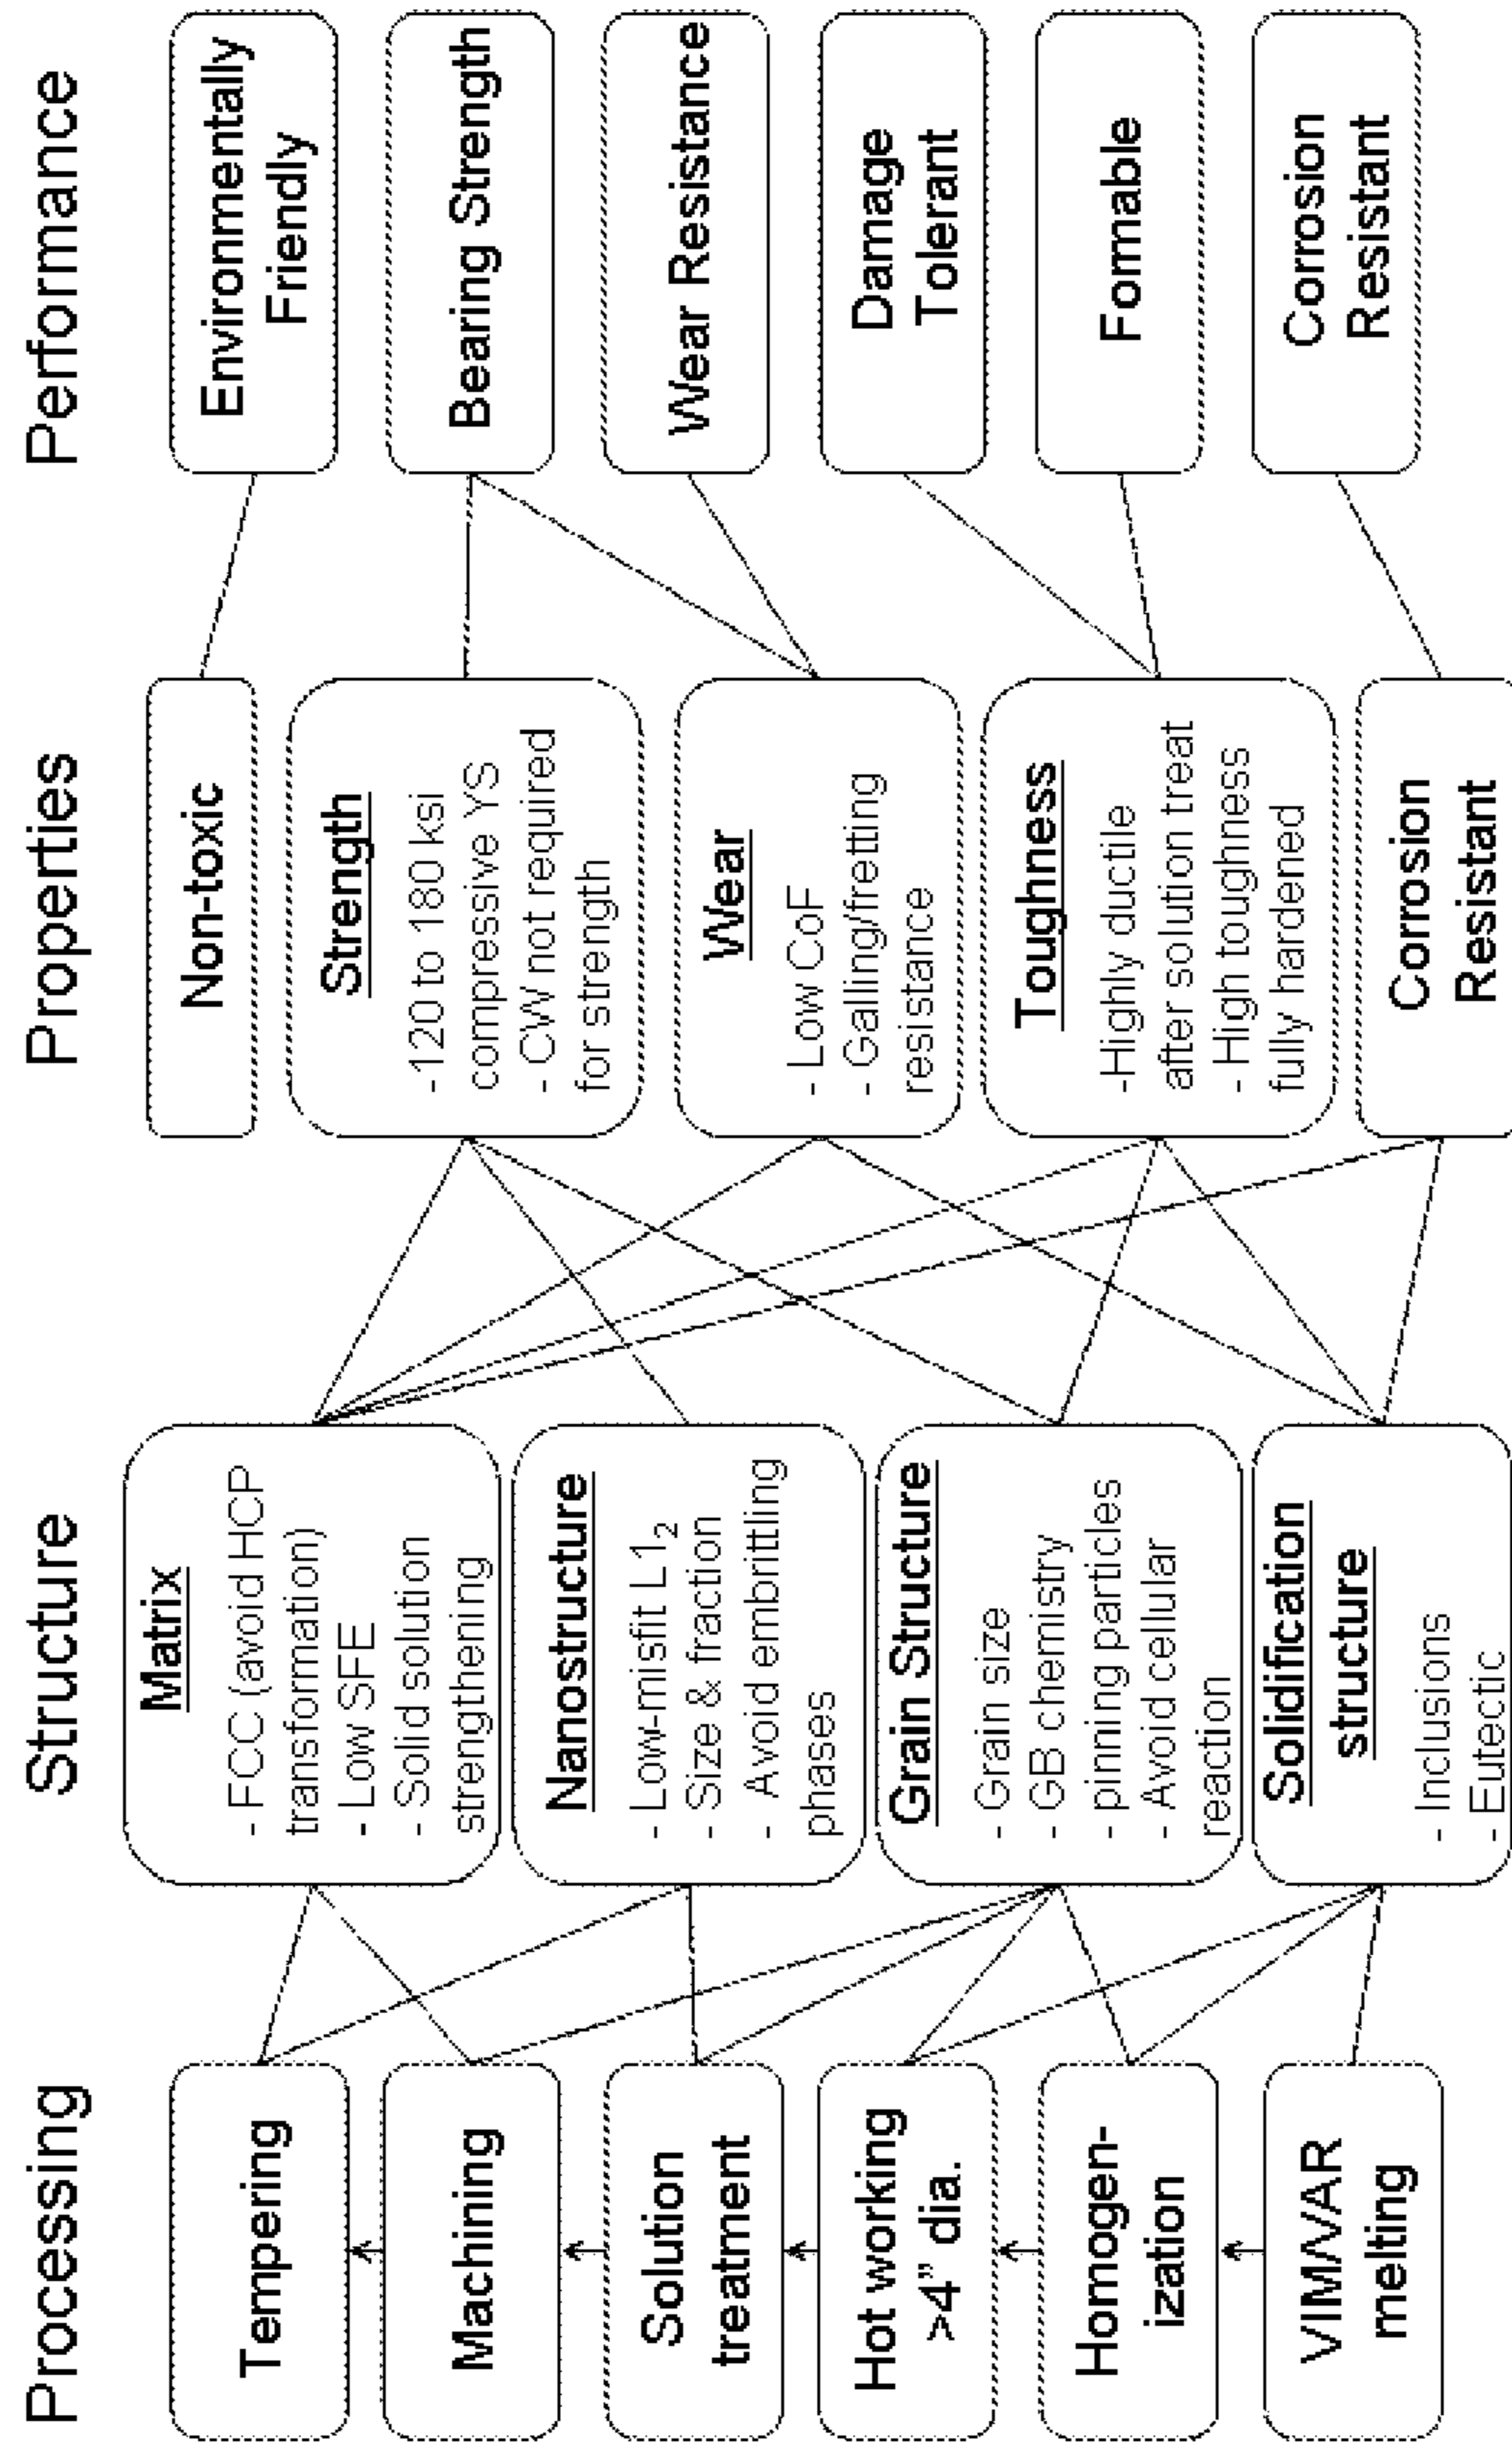 Processing
Structure
Properties
Performance
Tempering
Machining
Solution
treatment
Hot working
>4” dia.
Homogen-
ization
VIM/VAR
melting
Matrix
- FCC (avoid HCP
transformation)
- Low SFE
- Solid solution
strengthening
Nanostructure
- Low-misfit L1₂
- Size & fraction
- Avoid embrittling
phases
Grain Structure
- Grain size
- GB chemistry
- pinning particles
- Avoid cellular
reaction
Solidification
structure
- Inclusions
- Eutectic
Non-toxic
Strength
-120 to 180 ksi
compressive YS
- CW not required
for strength
Wear
- Low CoF
- Galling/fretting
resistance
Toughness
-Highly ductile
after solution treat
- High toughness
fully hardened
Corrosion
Resistant
Environmentally
Friendly
Bearing Strength
Wear Resistance
Damage
Tolerant
Formable
Corrosion
Resistant